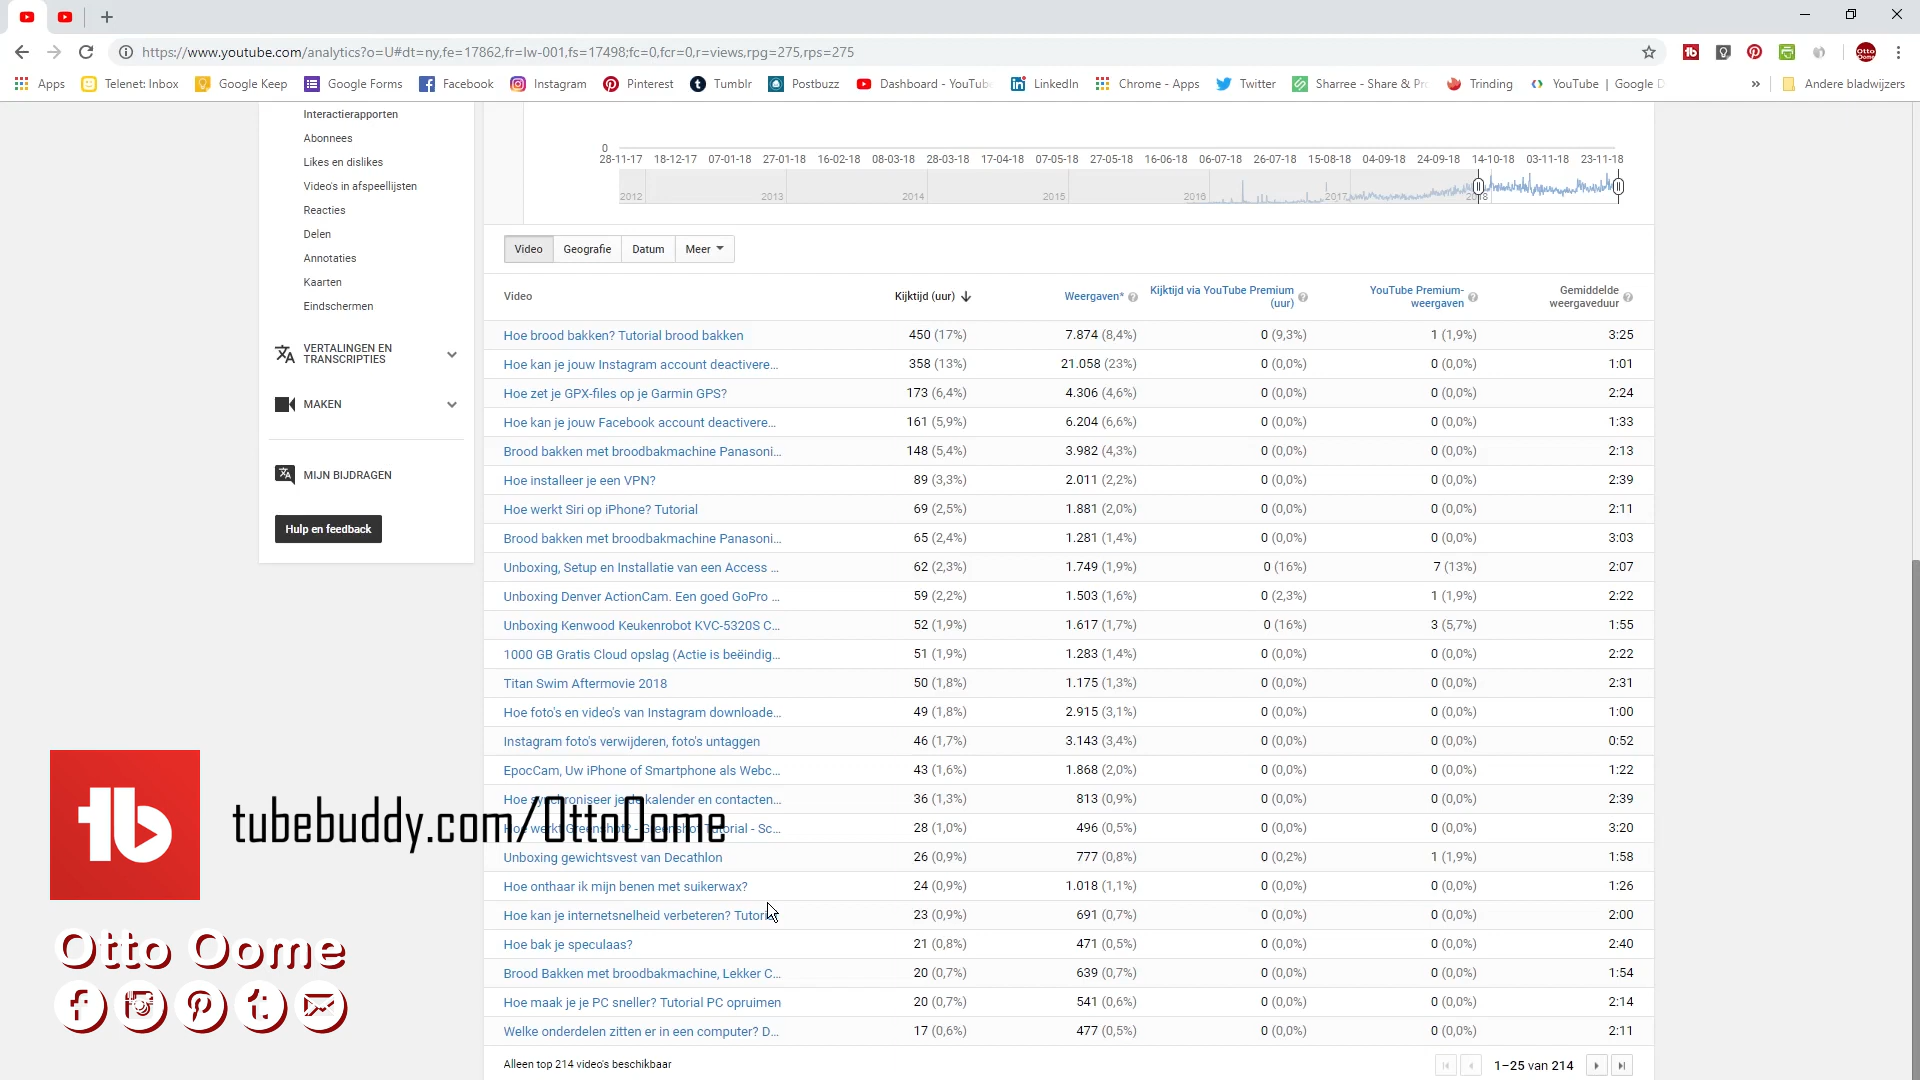 https://www.youtube.com/analytics?o=U#dt=ny,fe=17862,fr=lw-001,fs=17498;fc=0,fcr=0,r=views,rpg=275,rps=275
Apps Telenet: Inbox Google Keep Google Forms Facebook Instagram Pinterest Tumblr Postbuzz Dashboard - YouTub LinkedIn Chrome - Apps Twitter Sharree - Share & Pr Trinding YouTube | Google D » Andere bladwijzers
Interactierapporten
Abonnees
Likes en dislikes
Video's in afspeellijsten
Reacties
Delen
Annotaties
Kaarten
Eindschermen
VERTALINGEN EN
TRANSCRIPTIES
MAKEN
MIJN BIJDRAGEN
Hulp en feedback
0
28-11-17 18-12-17 07-01-18 27-01-18 16-02-18 08-03-18 28-03-18 17-04-18 07-05-18 27-05-18 16-06-18 06-07-18 26-07-18 15-08-18 04-09-18 24-09-18 14-10-18 03-11-18 23-11-18
2012 2013 2014 2015 2016 2017 2018
Video Geografie Datum Meer
Video Kijktijd (uur) Weergaven* Kijktijd via YouTube Premium (uur) YouTube Premium-weergaven Gemiddelde weergaveduur
Hoe brood bakken? Tutorial brood bakken 450 (17%) 7.874 (8,4%) 0 (9,3%) 1 (1,9%) 3:25
Hoe kan je jouw Instagram account deactivere... 358 (13%) 21.058 (23%) 0 (0,0%) 0 (0,0%) 1:01
Hoe zet je GPX-files op je Garmin GPS? 173 (6,4%) 4.306 (4,6%) 0 (0,0%) 0 (0,0%) 2:24
Hoe kan je jouw Facebook account deactivere... 161 (5,9%) 6.204 (6,6%) 0 (0,0%) 0 (0,0%) 1:33
Brood bakken met broodbakmachine Panasoni... 148 (5,4%) 3.982 (4,3%) 0 (0,0%) 0 (0,0%) 2:13
Hoe installeer je een VPN? 89 (3,3%) 2.011 (2,2%) 0 (0,0%) 0 (0,0%) 2:39
Hoe werkt Siri op iPhone? Tutorial 69 (2,5%) 1.881 (2,0%) 0 (0,0%) 0 (0,0%) 2:11
Brood bakken met broodbakmachine Panasoni... 65 (2,4%) 1.281 (1,4%) 0 (0,0%) 0 (0,0%) 3:03
Unboxing, Setup en Installatie van een Access ... 62 (2,3%) 1.749 (1,9%) 0 (16%) 7 (13%) 2:07
Unboxing Denver ActionCam. Een goed GoPro ... 59 (2,2%) 1.503 (1,6%) 0 (2,3%) 1 (1,9%) 2:22
Unboxing Kenwood Keukenrobot KVC-5320S C... 52 (1,9%) 1.617 (1,7%) 0 (16%) 3 (5,7%) 1:55
1000 GB Gratis Cloud opslag (Actie is beëindig... 51 (1,9%) 1.283 (1,4%) 0 (0,0%) 0 (0,0%) 2:22
Titan Swim Aftermovie 2018 50 (1,8%) 1.175 (1,3%) 0 (0,0%) 0 (0,0%) 2:31
Hoe foto's en video's van Instagram downloade... 49 (1,8%) 2.915 (3,1%) 0 (0,0%) 0 (0,0%) 1:00
Instagram foto's verwijderen, foto's untaggen 46 (1,7%) 3.143 (3,4%) 0 (0,0%) 0 (0,0%) 0:52
EpocCam, Uw iPhone of Smartphone als Webc... 43 (1,6%) 1.868 (2,0%) 0 (0,0%) 0 (0,0%) 1:22
Hoe synchroniseer je de kalender en contacten... 36 (1,3%) 813 (0,9%) 0 (0,0%) 0 (0,0%) 2:39
Hoe werkt Greenshot? - Greenshot Tutorial - Sc... 28 (1,0%) 496 (0,5%) 0 (0,0%) 0 (0,0%) 3:20
Unboxing gewichtsvest van Decathlon 26 (0,9%) 777 (0,8%) 0 (0,2%) 1 (1,9%) 1:58
Hoe onthaar ik mijn benen met suikerwax? 24 (0,9%) 1.018 (1,1%) 0 (0,0%) 0 (0,0%) 1:26
Hoe kan je internetsnelheid verbeteren? Tutori... 23 (0,9%) 691 (0,7%) 0 (0,0%) 0 (0,0%) 2:00
Hoe bak je speculaas? 21 (0,8%) 471 (0,5%) 0 (0,0%) 0 (0,0%) 2:40
Brood Bakken met broodbakmachine, Lekker C... 20 (0,7%) 639 (0,7%) 0 (0,0%) 0 (0,0%) 1:54
Hoe maak je je PC sneller? Tutorial PC opruimen 20 (0,7%) 541 (0,6%) 0 (0,0%) 0 (0,0%) 2:14
Welke onderdelen zitten er in een computer? D... 17 (0,6%) 477 (0,5%) 0 (0,0%) 0 (0,0%) 2:11
Alleen top 214 video's beschikbaar 1–25 van 214
tubebuddy.com/OttoOome
Otto Oome